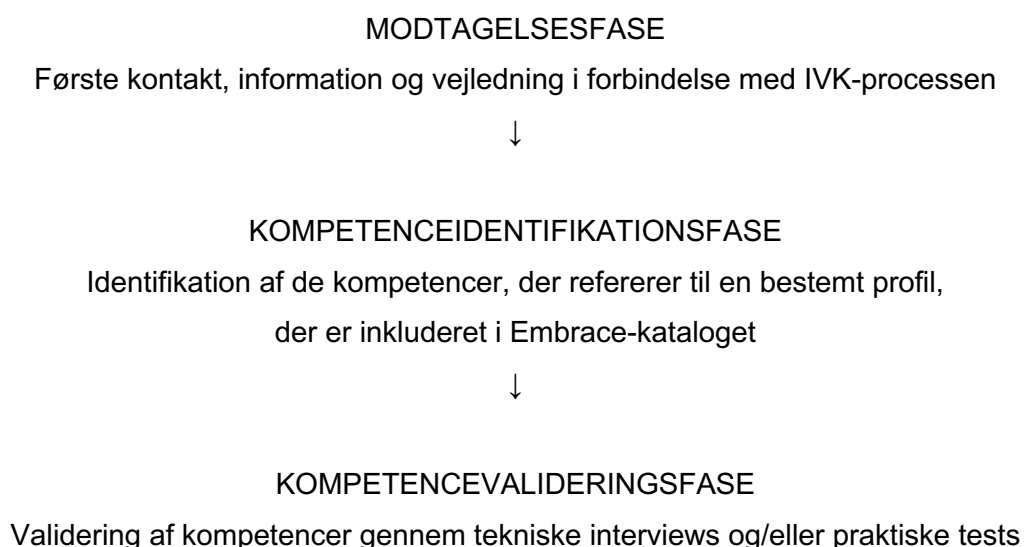 MODTAGELSESFASE
Første kontakt, information og vejledning i forbindelse med IVK-processen
↓
KOMPETENCEIDENTIFIKATIONSFASE
Identifikation af de kompetencer, der refererer til en bestemt profil,
der er inkluderet i Embrace-kataloget
↓
KOMPETENCEVALIDERINGSFASE
Validering af kompetencer gennem tekniske interviews og/eller praktiske tests